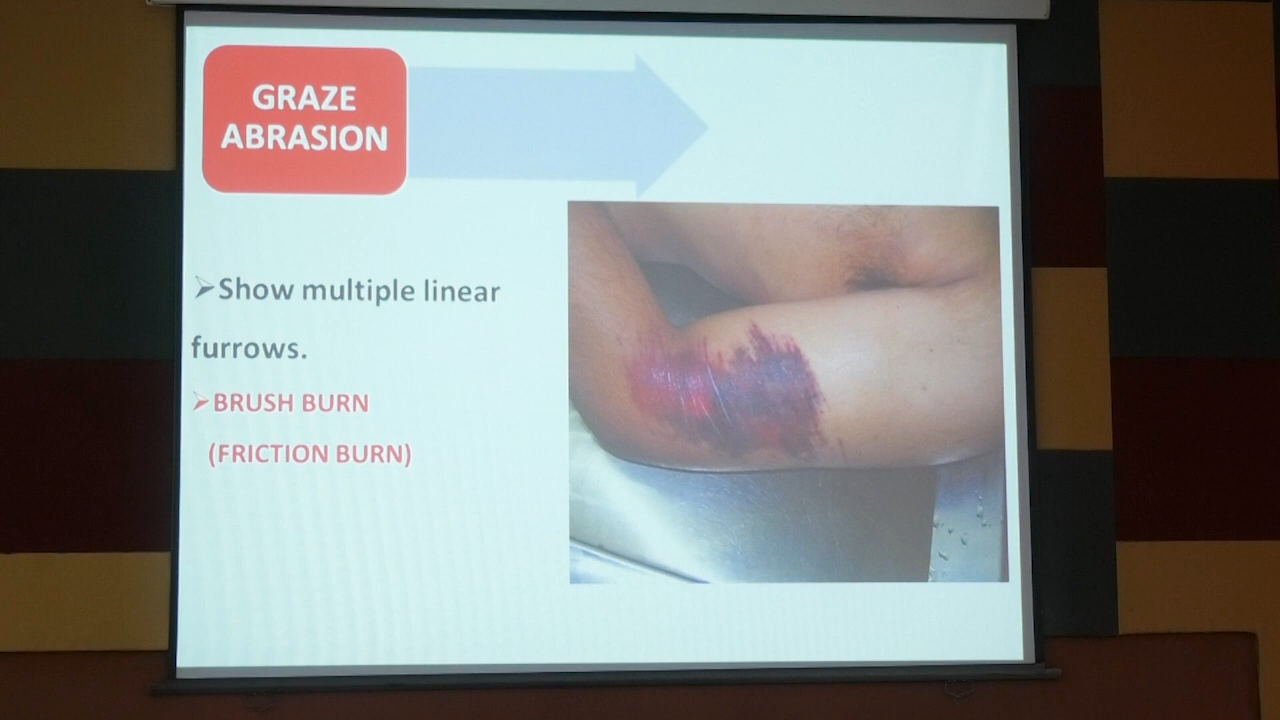 GRAZE
ABRASION
➢Show multiple linear
furrows.
➢BRUSH BURN
(FRICTION BURN)